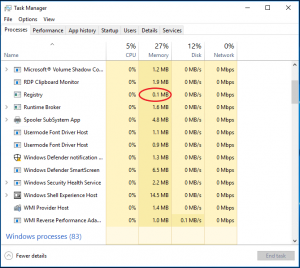 Task Manager
File Options View
Processes Performance App history Startup Users Details Services
5% 27% 12% 0%
Name CPU Memory Disk Network
Microsoft® Volume Shadow Co... 0% 1.2 MB 0 MB/s 0 Mbps
RDP Clipboard Monitor 0% 1.9 MB 0 MB/s 0 Mbps
Registry 0% 0.1 MB 0 MB/s 0 Mbps
Runtime Broker 0% 1.8 MB 0 MB/s 0 Mbps
Spooler SubSystem App 0% 4.8 MB 0 MB/s 0 Mbps
Usermode Font Driver Host 0% 1.1 MB 0 MB/s 0 Mbps
Usermode Font Driver Host 0% 0.9 MB 0 MB/s 0 Mbps
Windows Defender notification ... 0% 1.3 MB 0 MB/s 0 Mbps
Windows Defender SmartScreen 0% 6.5 MB 0 MB/s 0 Mbps
Windows Security Health Service 0% 2.2 MB 0 MB/s 0 Mbps
Windows Shell Experience Host 0% 14.5 MB 0 MB/s 0 Mbps
WMI Provider Host 0% 1.4 MB 0 MB/s 0 Mbps
WMI Reverse Performance Ada... 0% 1.0 MB 0.1 MB/s 0 Mbps
Windows processes (83)
Fewer details End task